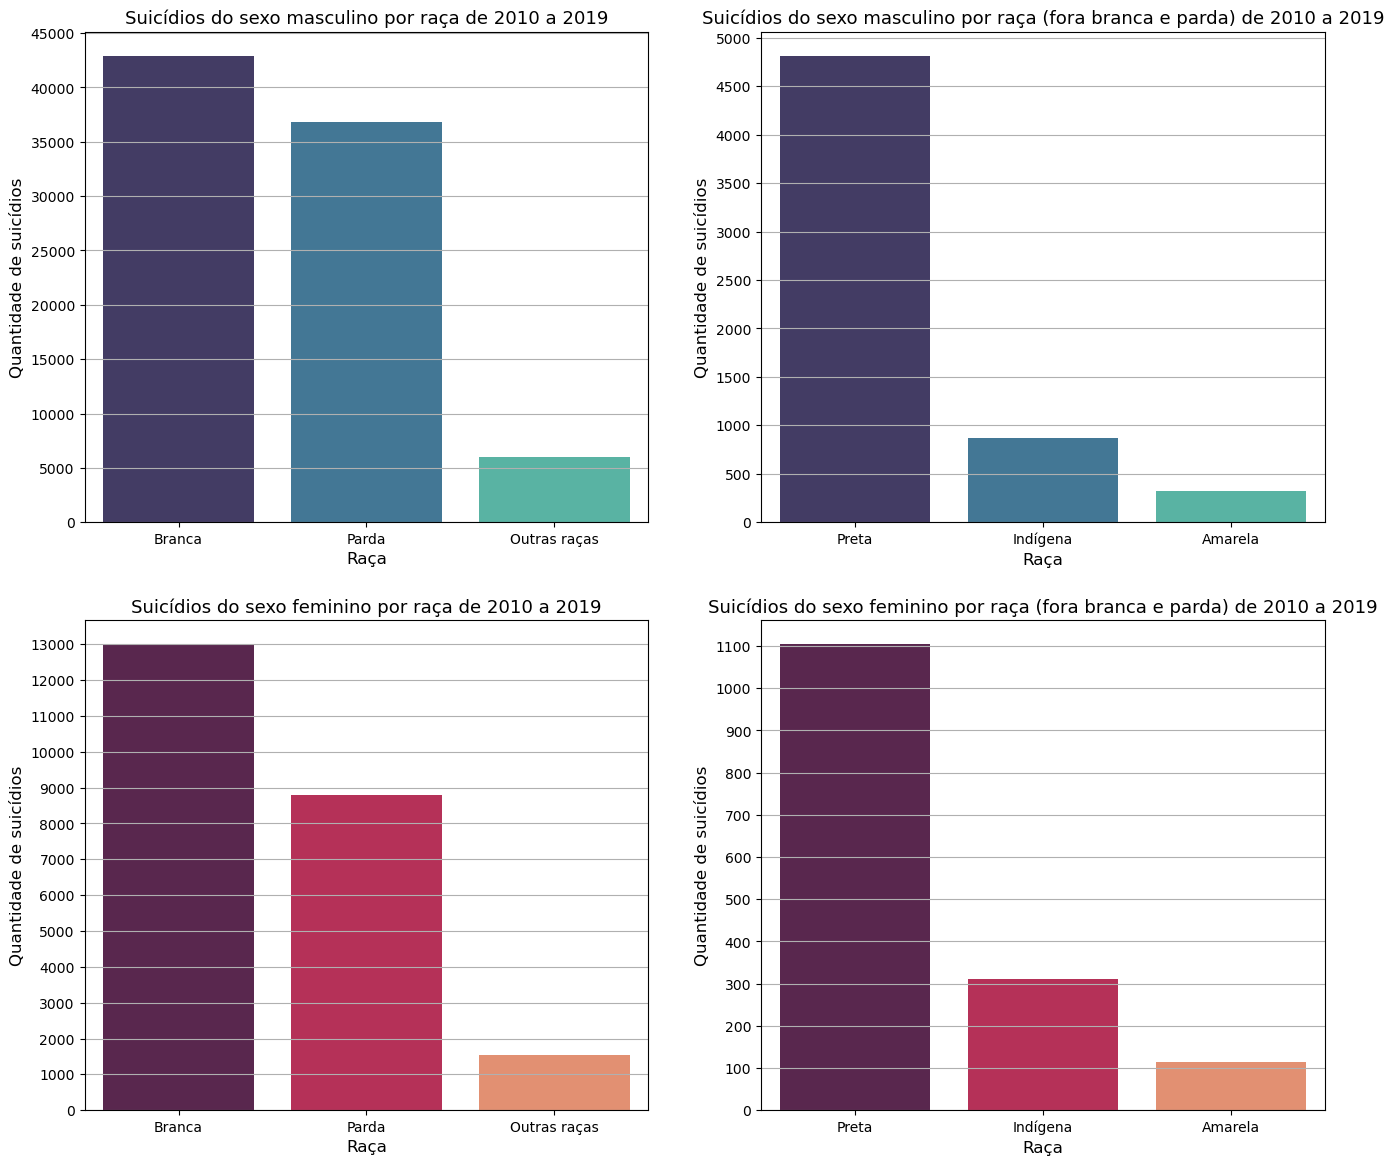 Suicídios do sexo masculino por raça de 2010 a 2019
45000
40000
35000
30000
25000
20000
15000
10000
5000
0
Quantidade de suicídios
Branca
Parda
Outras raças
Raça
Suicídios do sexo masculino por raça (fora branca e parda) de 2010 a 2019
5000
4500
4000
3500
3000
2500
2000
1500
1000
500
0
Quantidade de suicídios
Preta
Indígena
Amarela
Raça
Suicídios do sexo feminino por raça de 2010 a 2019
13000
12000
11000
10000
9000
8000
7000
6000
5000
4000
3000
2000
1000
0
Quantidade de suicídios
Branca
Parda
Outras raças
Raça
Suicídios do sexo feminino por raça (fora branca e parda) de 2010 a 2019
1100
1000
900
800
700
600
500
400
300
200
100
0
Quantidade de suicídios
Preta
Indígena
Amarela
Raça